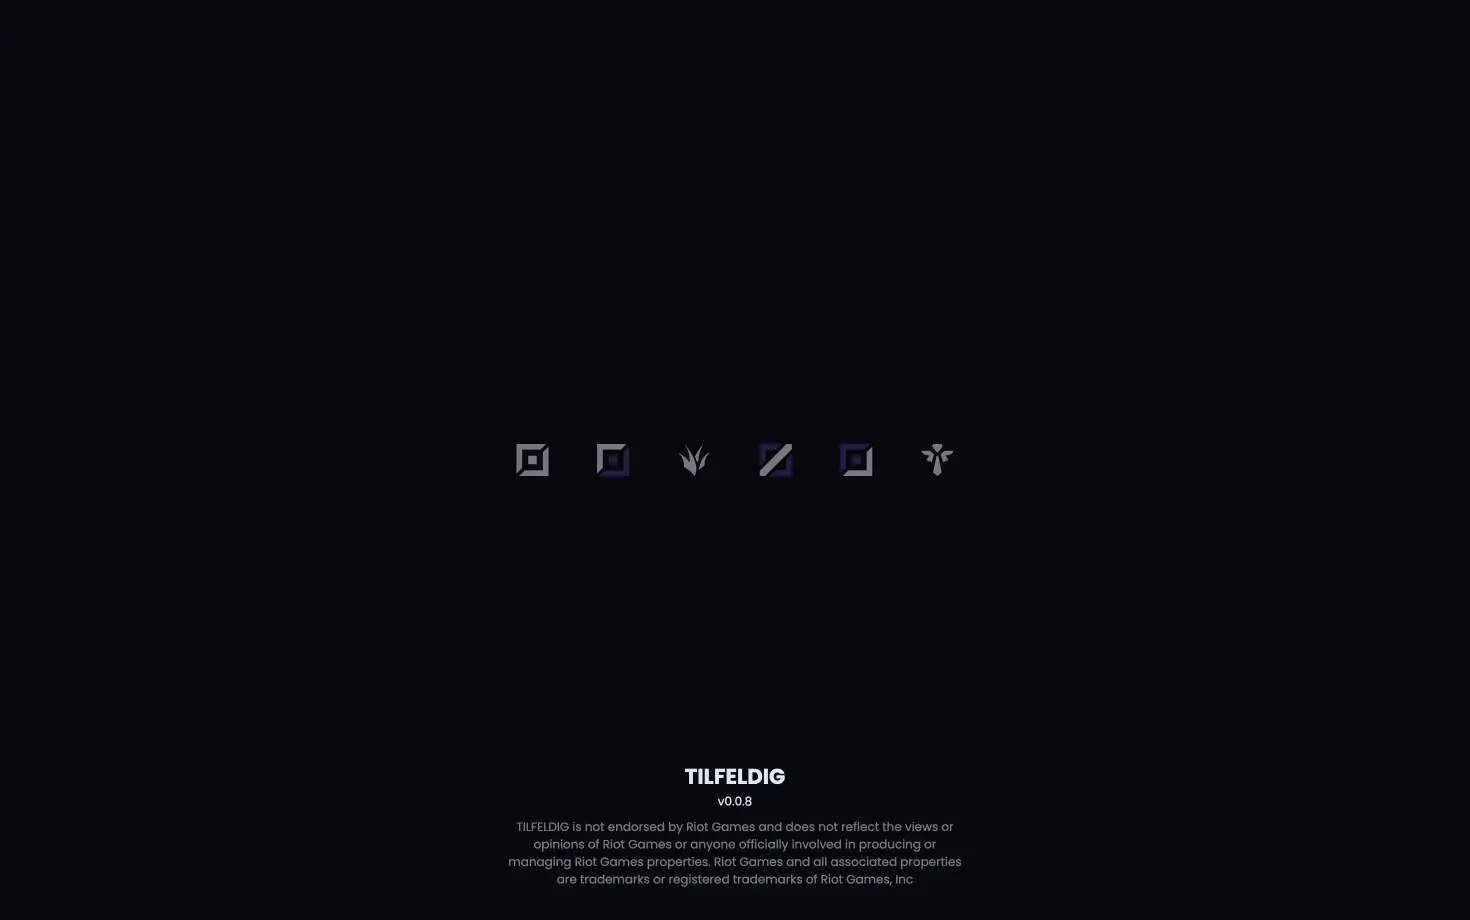 TILFELDIG
v0.0.8
TILFELDIG is not endorsed by Riot Games and does not reflect the views or
opinions of Riot Games or anyone officially involved in producing or
managing Riot Games properties. Riot Games and all associated properties
are trademarks or registered trademarks of Riot Games, Inc